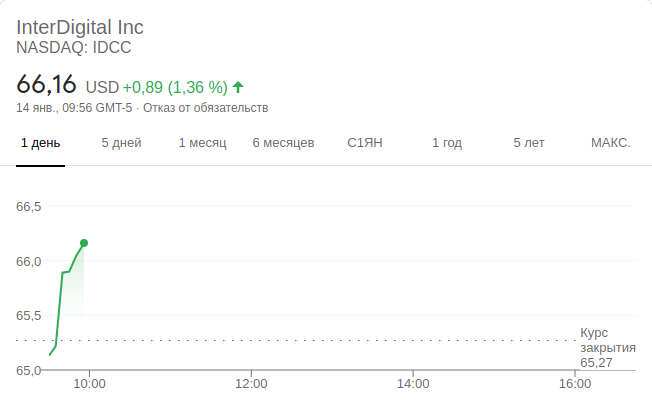 InterDigital Inc
NASDAQ: IDCC
66,16 USD +0,89 (1,36 %)
14 янв., 09:56 GMT-5 · Отказ от обязательств
1 день 5 дней 1 месяц 6 месяцев С1ЯН 1 год 5 лет МАКС.
66,5
66,0
65,5
65,0
Курс
закрытия
65,27
10:00 12:00 14:00 16:00